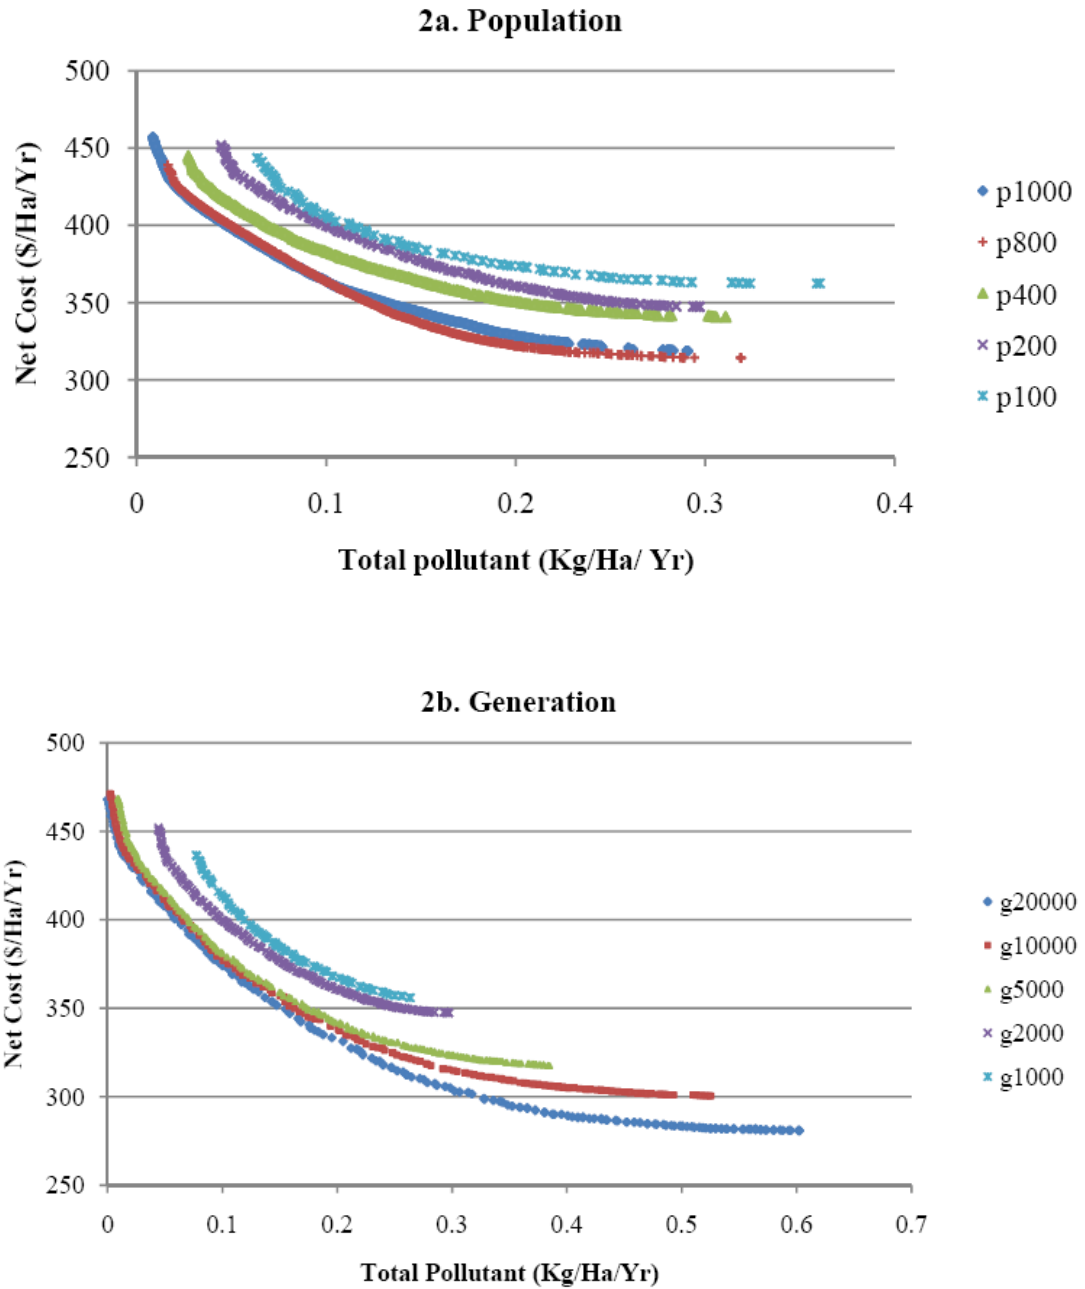 2a. Population
500
450
400
350
300
250
Net Cost ($/Ha/Yr)
0 0.1 0.2 0.3 0.4
Total pollutant (Kg/Ha/ Yr)
p1000
p800
p400
p200
p100
2b. Generation
500
450
400
350
300
250
Net Cost ($/Ha/Yr)
0 0.1 0.2 0.3 0.4 0.5 0.6 0.7
Total Pollutant (Kg/Ha/Yr)
g20000
g10000
g5000
g2000
g1000